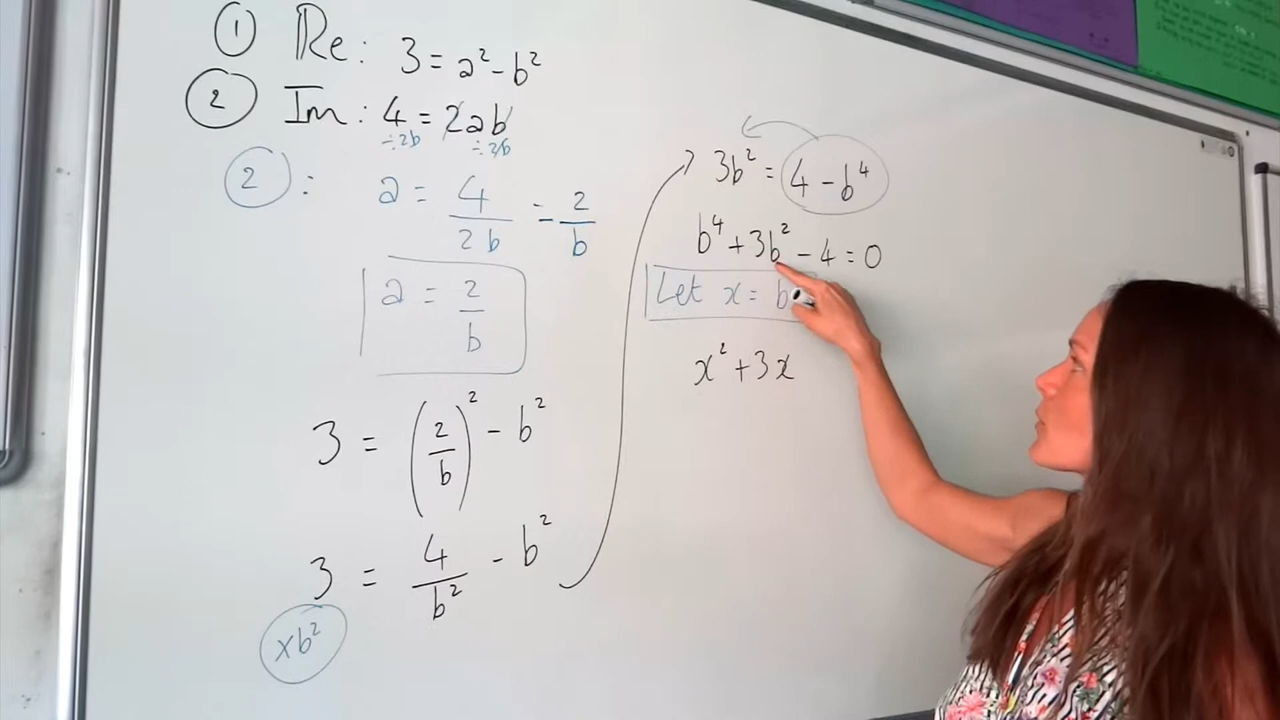 ① Re: 3 = a² - b²
② Im: 4 = 2ab
÷2b ÷2b
② : a = 4/2b = 2/b
a = 2/b
3 = (2/b)² - b²
3 = 4/b² - b²
×b²
3b² = 4 - b⁴
b⁴ + 3b² - 4 = 0
Let x = b
x² + 3x